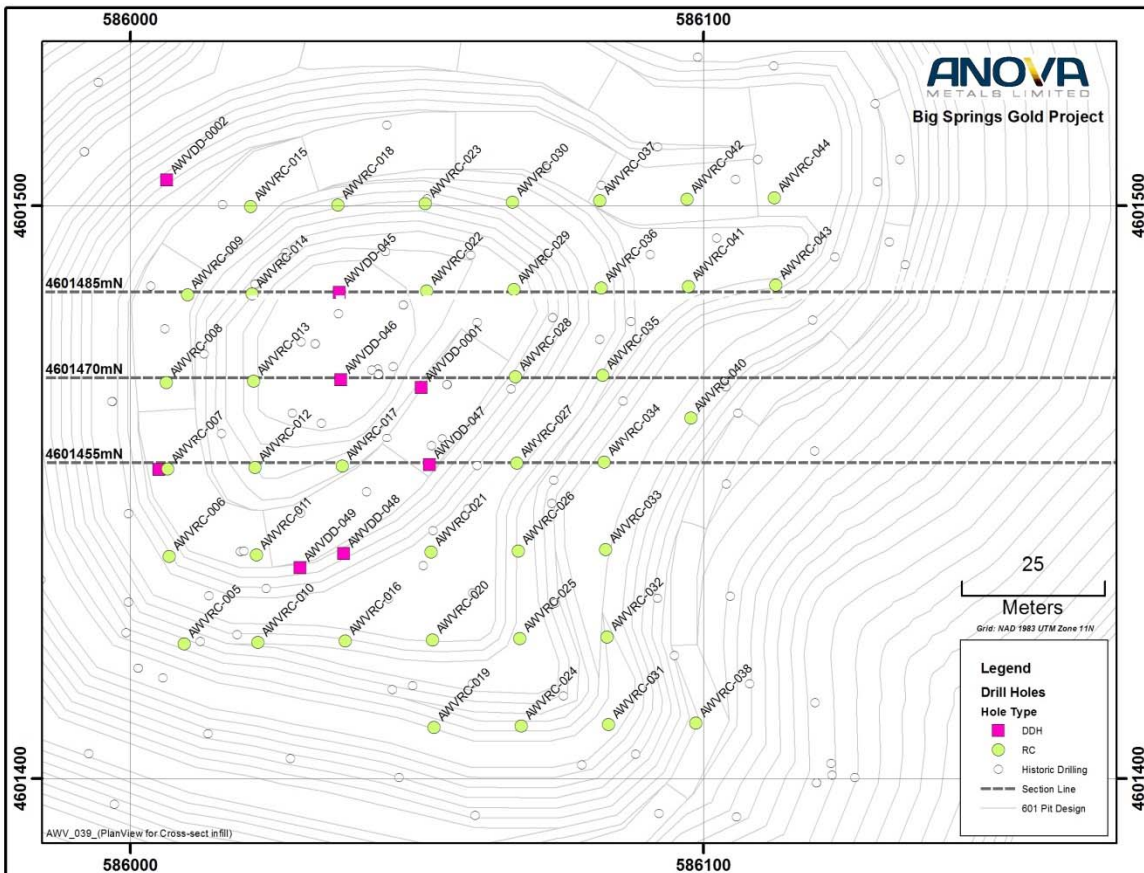 586000
586100
ANOVA
METALS LIMITED
Big Springs Gold Project
AWVDD-0002
AWVRC-015
AWVRC-018
AWVRC-023
AWVRC-030
AWVRC-037
AWVRC-042
AWVRC-044
4601500
4601500
AWVRC-009
AWVRC-014
AWVDD-045
AWVRC-022
AWVRC-029
AWVRC-036
AWVRC-041
AWVRC-043
4601485mN
AWVRC-008
AWVRC-013
AWVDD-046
AWVDD-0001
AWVRC-028
AWVRC-035
4601470mN
AWVRC-040
AWVRC-007
AWVRC-012
AWVRC-017
AWVDD-047
AWVRC-027
AWVRC-034
4601455mN
AWVRC-006
AWVRC-011
AWVDD-049
AWVDD-048
AWVRC-021
AWVRC-026
AWVRC-033
25
Meters
Grid: NAD 1983 UTM Zone 11N
AWVRC-005
AWVRC-010
AWVRC-016
AWVRC-020
AWVRC-025
AWVRC-032
AWVRC-019
AWVRC-024
AWVRC-031
AWVRC-038
Legend
Drill Holes
Hole Type
DDH
RC
Historic Drilling
Section Line
601 Pit Design
4601400
4601400
AWV_039_(PlanView for Cross-sect infill)
586000
586100